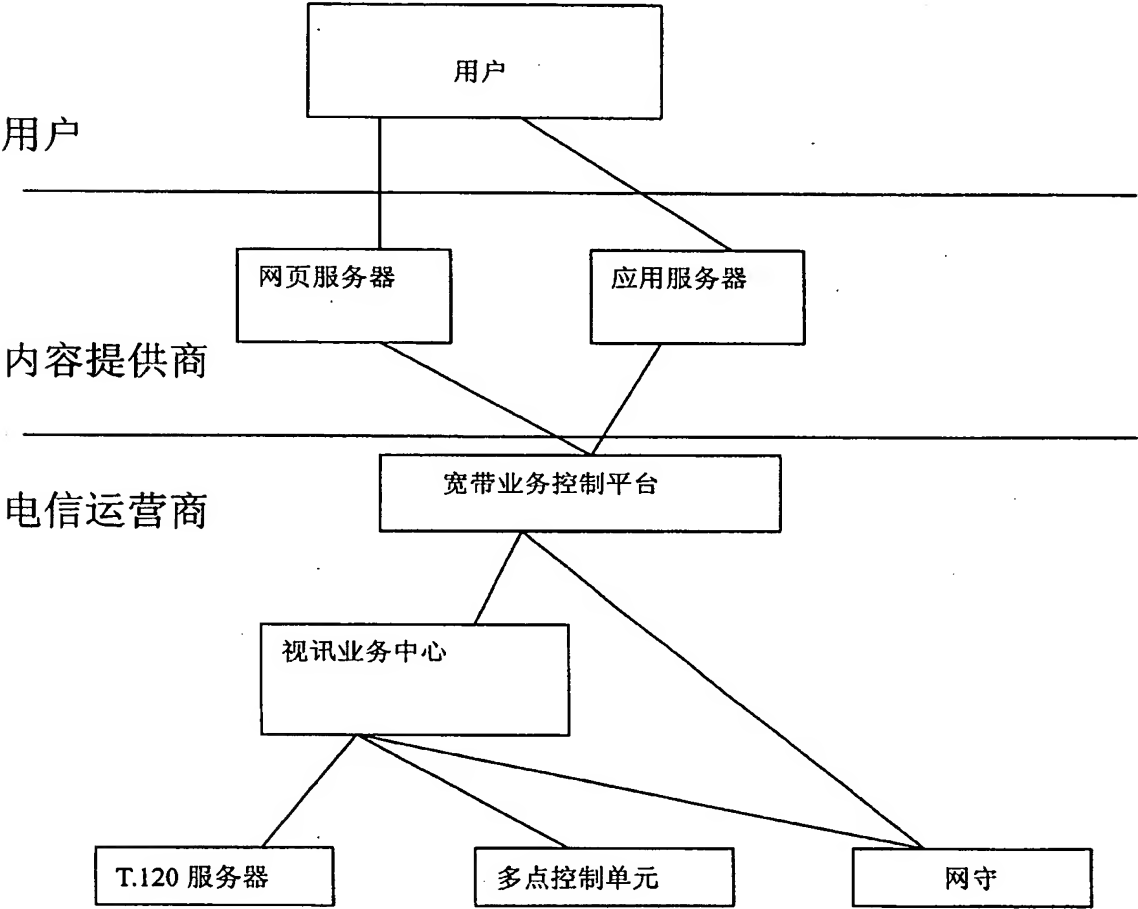 用户
用户
网页服务器
应用服务器
内容提供商
宽带业务控制平台
电信运营商
视讯业务中心
T.120 服务器
多点控制单元
网守